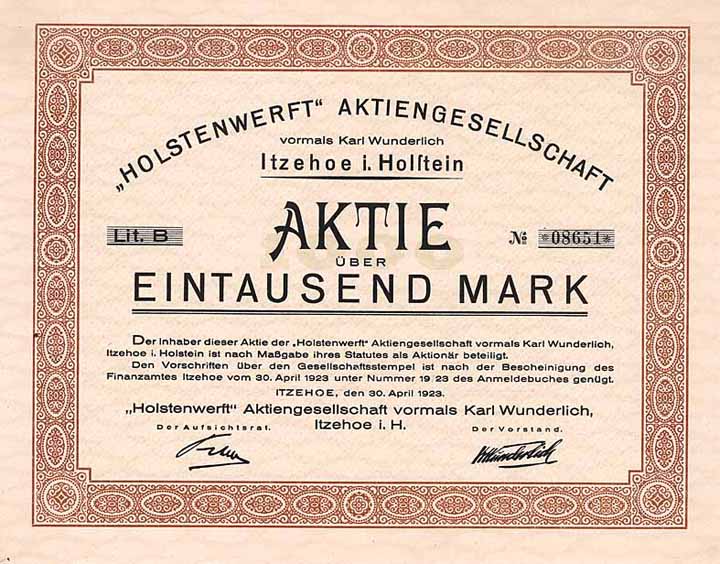 „HOLSTENWERFT“ AKTIENGESELLSCHAFT
vormals Karl Wunderlich
Itzehoe i. Holſtein
AKTIE
Lit. B
№ *08651*
ÜBER
EINTAUSEND MARK
Der Inhaber dieser Aktie der „Holstenwerft“ Aktiengesellschaft vormals Karl Wunderlich,
Itzehoe i. Holstein ist nach Maßgabe ihres Statutes als Aktionär beteiligt.
Den Vorschriften über den Gesellschaftsstempel ist nach der Bescheinigung des
Finanzamtes Itzehoe vom 30. April 1923 unter Nummer 19/23 des Anmeldebuches genügt.
ITZEHOE, den 30. April 1923.
„Holstenwerft“ Aktiengesellschaft vormals Karl Wunderlich,
Itzehoe i. H.
Der Aufsichtsrat.
Der Vorstand.
Wunderlich